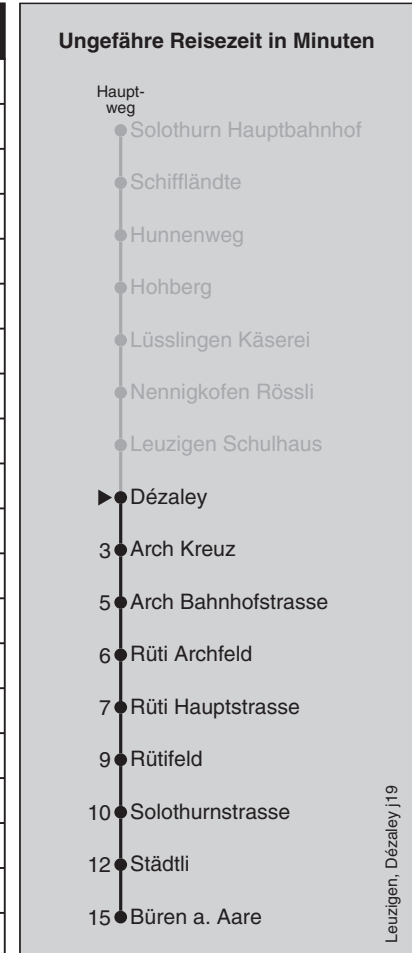 Ungefähre Reisezeit in Minuten
Haupt-
weg
Solothurn Hauptbahnhof
Schiffländte
Hunnenweg
Hohberg
Lüsslingen Käserei
Nennigkofen Rössli
Leuzigen Schulhaus
Dézaley
3 Arch Kreuz
5 Arch Bahnhofstrasse
6 Rüti Archfeld
7 Rüti Hauptstrasse
9 Rütifeld
10 Solothurnstrasse
12 Städtli
15 Büren a. Aare
Leuzigen, Dézaley j19